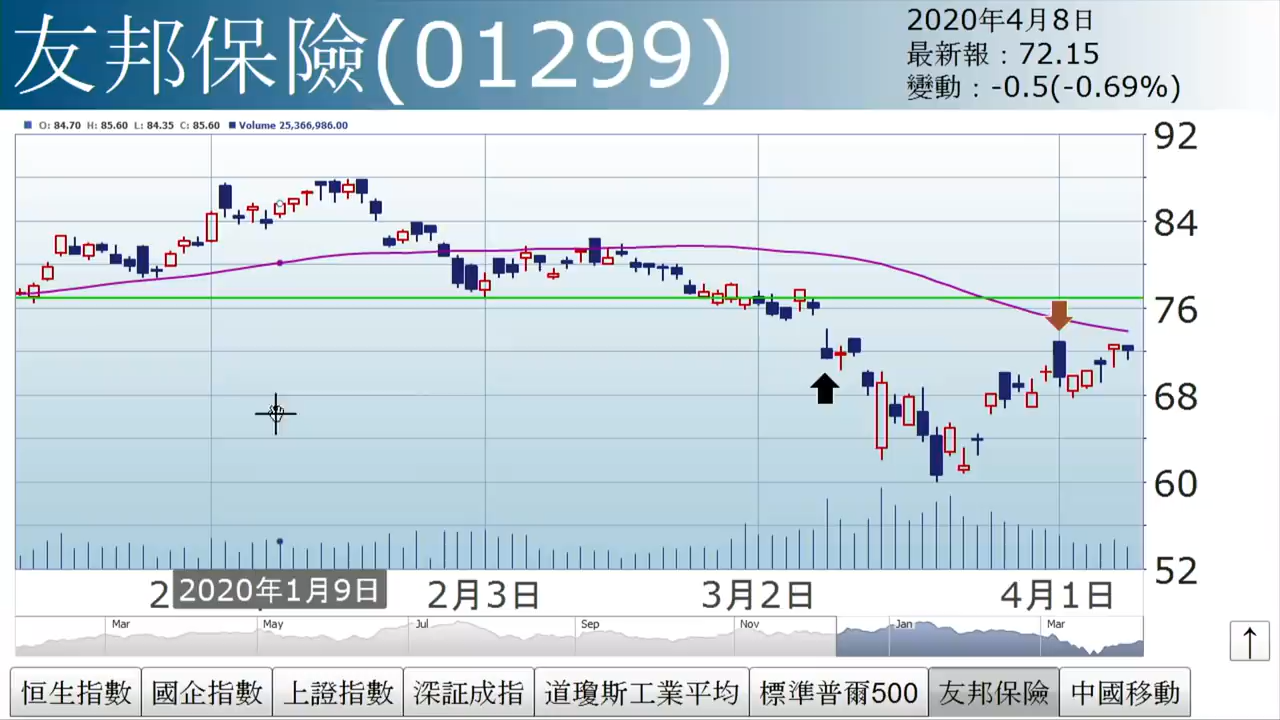 友邦保險(01299)
2020年4月8日
最新報：72.15
變動：-0.5(-0.69%)
O: 84.70 H: 85.60 L: 84.35 C: 85.60 Volume 25,366,986.00
92
84
76
68
60
52
2
2020年1月9日
2月3日
3月2日
4月1日
Mar
May
Jul
Sep
Nov
Jan
Mar
恒生指數
國企指數
上證指數
深証成指
道瓊斯工業平均
標準普爾500
友邦保險
中國移動